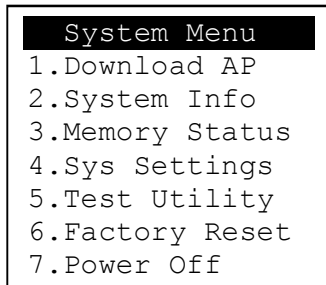 System Menu
1.Download AP
2.System Info
3.Memory Status
4.Sys Settings
5.Test Utility
6.Factory Reset
7.Power Off